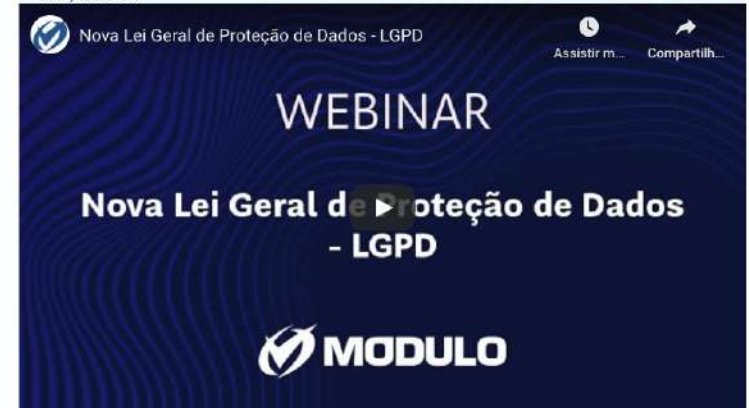 Nova Lei Geral de Proteção de Dados - LGPD
Assistir m...
Compartilh...
WEBINAR
Nova Lei Geral de Proteção de Dados
- LGPD
MODULO